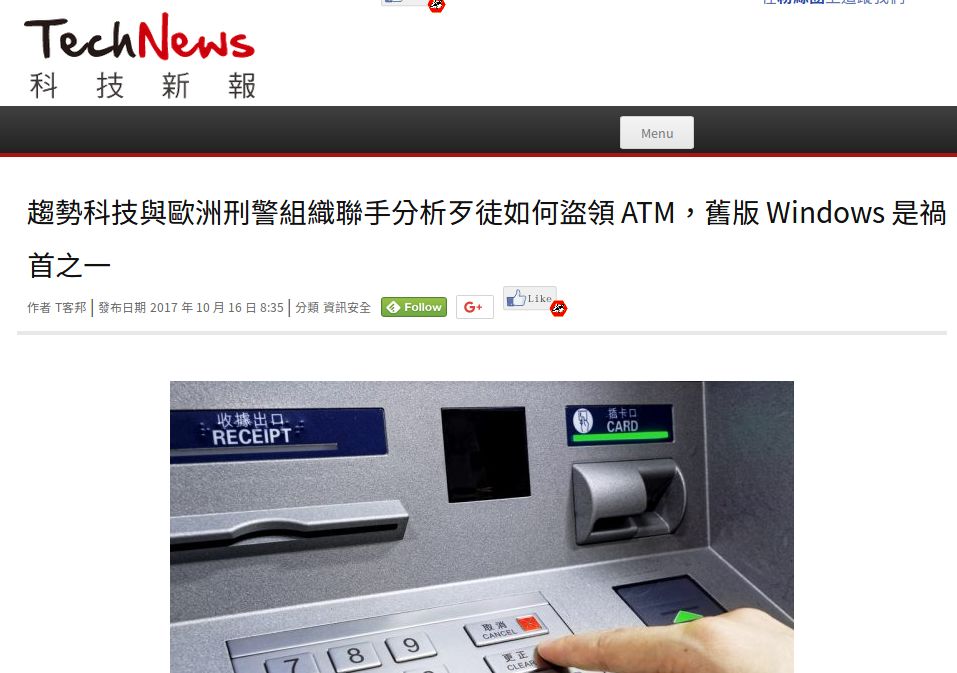 TechNews
科技新報
Menu
趨勢科技與歐洲刑警組織聯手分析歹徒如何盜領 ATM，舊版 Windows 是禍
首之一
作者 T客邦 | 發布日期 2017 年 10 月 16 日 8:35 | 分類 資訊安全 Follow G+ Like
收據出口
RECEIPT
插卡口
CARD
取消
CANCEL
更正
CLEAR
7 8 9